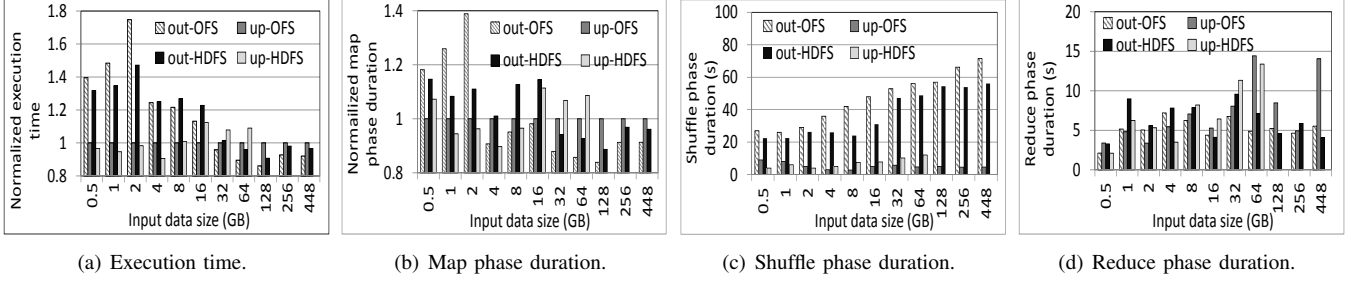 Normalized execution
time
1.8
1.6
1.4
1.2
1
0.8
out-OFS
up-OFS
out-HDFS
up-HDFS
0.5
1
2
4
8
16
32
64
128
256
448
Input data size (GB)
(a) Execution time.
Normailized map
phase duration
1.4
1.2
1
0.8
out-OFS
up-OFS
out-HDFS
up-HDFS
0.5
1
2
4
8
16
32
64
128
256
448
Input data size (GB)
(b) Map phase duration.
Shuffle phase
duration (s)
100
80
60
40
20
0
out-OFS
up-OFS
out-HDFS
up-HDFS
0.5
1
2
4
8
16
32
64
128
256
448
Input data size (GB)
(c) Shuffle phase duration.
Reduce phase
duration (s)
20
15
10
5
0
out-OFS
up-OFS
out-HDFS
up-HDFS
0.5
1
2
4
8
16
32
64
128
256
448
Input data size (GB)
(d) Reduce phase duration.